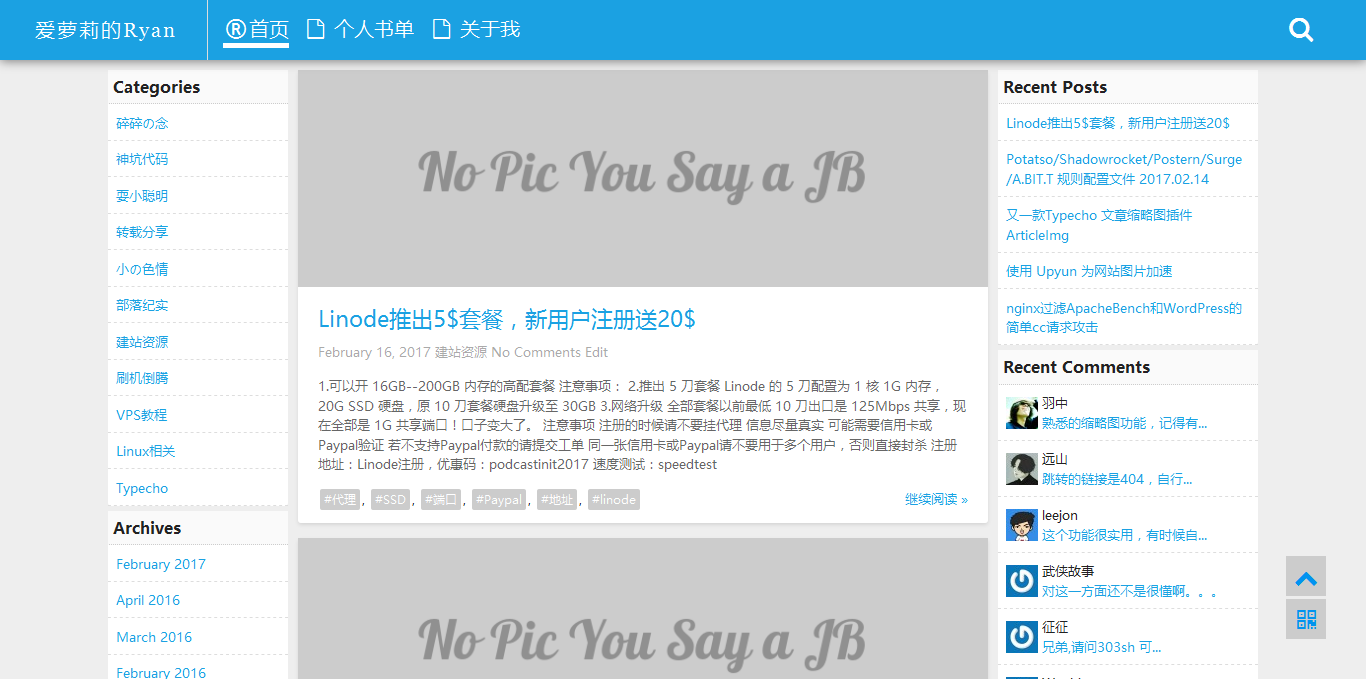 爱萝莉的Ryan
®首页
个人书单
关于我
Categories
碎碎の念
神坑代码
耍小聪明
转载分享
小の色情
部落纪实
建站资源
刷机倒腾
VPS教程
Linux相关
Typecho
Archives
February 2017
April 2016
March 2016
February 2016
No Pic You Say a JB
Linode推出5$套餐，新用户注册送20$
February 16, 2017 建站资源 No Comments Edit
1.可以开 16GB--200GB 内存的高配套餐 注意事项： 2.推出 5 刀套餐 Linode 的 5 刀配置为 1 核 1G 内存，
20G SSD 硬盘，原 10 刀套餐硬盘升级至 30GB 3.网络升级 全部套餐以前最低 10 刀出口是 125Mbps 共享，现
在全部是 1G 共享端口！口子变大了。 注意事项 注册的时候请不要挂代理 信息尽量真实 可能需要信用卡或
Paypal验证 若不支持Paypal付款的请提交工单 同一张信用卡或Paypal请不要用于多个用户，否则直接封杀 注册
地址：Linode注册，优惠码：podcastinit2017 速度测试：speedtest
#代理 , #SSD , #端口 , #Paypal , #地址 , #linode
继续阅读 »
No Pic You Say a JB
Recent Posts
Linode推出5$套餐，新用户注册送20$
Potatso/Shadowrocket/Postern/Surge
/A.BIT.T 规则配置文件 2017.02.14
又一款Typecho 文章缩略图插件
ArticleImg
使用 Upyun 为网站图片加速
nginx过滤ApacheBench和WordPress的
简单cc请求攻击
Recent Comments
羽中
熟悉的缩略图功能，记得有...
远山
跳转的链接是404，自行...
leejon
这个功能很实用，有时候自...
武侠故事
对这一方面还不是很懂啊。。。
征征
兄弟,请问303sh 可...